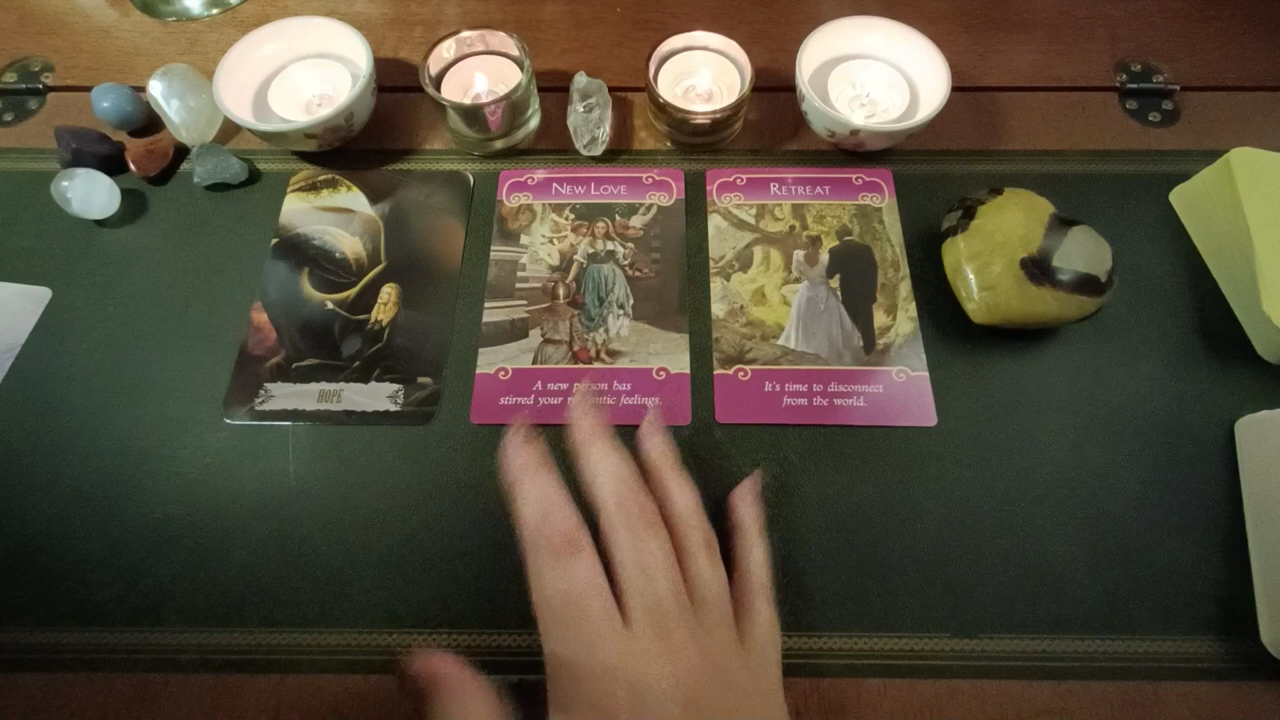 HOPE
NEW LOVE
A new person has
stirred your romantic feelings.
RETREAT
It's time to disconnect
from the world.